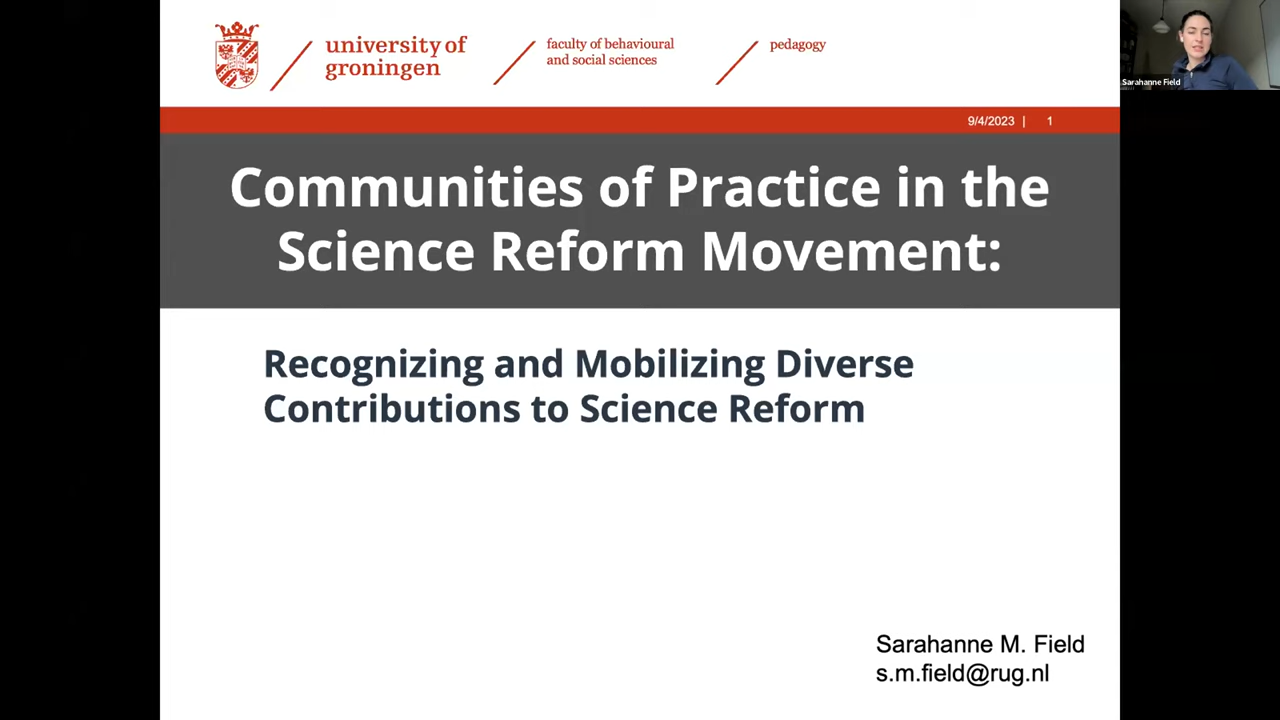 university of
groningen
faculty of behavioural
and social sciences
pedagogy
Sarahanne Field
9/4/2023 | 1
Communities of Practice in the
Science Reform Movement:
Recognizing and Mobilizing Diverse
Contributions to Science Reform
Sarahanne M. Field
s.m.field@rug.nl